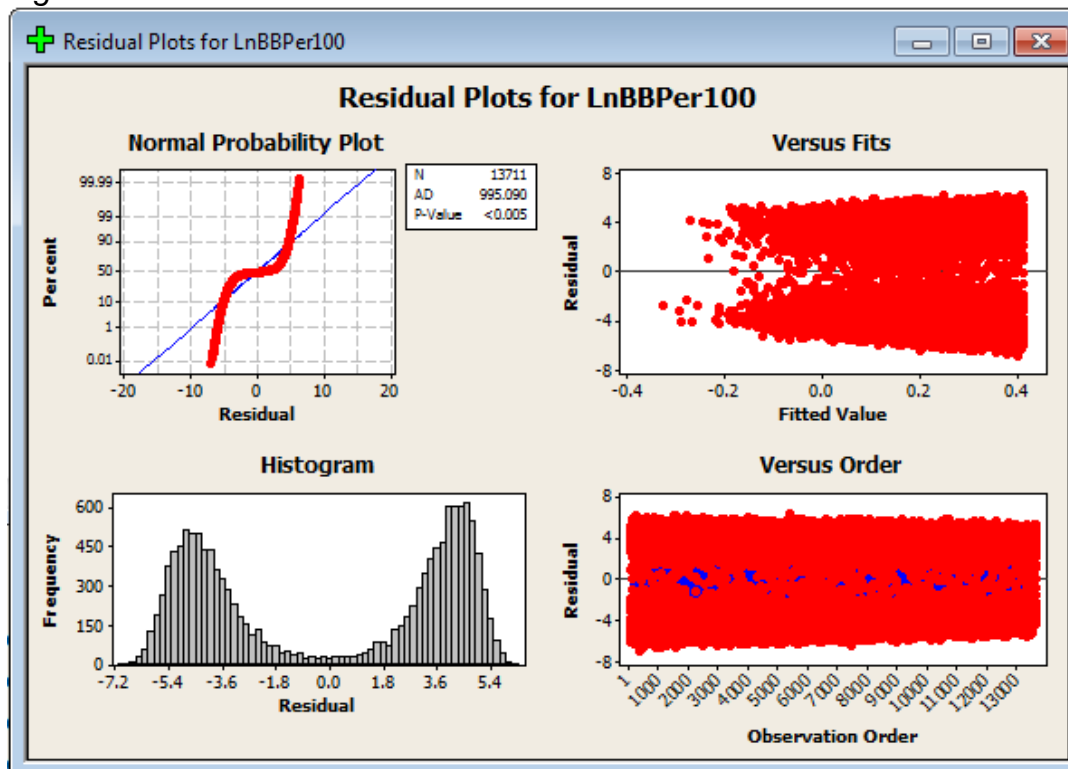 Residual Plots for LnBBPer100
Residual Plots for LnBBPer100
Normal Probability Plot
99.99
99
90
50
10
1
0.01
Percent
-20 -10 0 10 20
Residual
N 13711
AD 995.090
P-Value <0.005
Versus Fits
8
4
0
-4
-8
Residual
-0.4 -0.2 0.0 0.2 0.4
Fitted Value
Histogram
600
450
300
150
0
Frequency
-7.2 -5.4 -3.6 -1.8 0.0 1.8 3.6 5.4
Residual
Versus Order
8
4
0
-4
-8
Residual
1 1000 2000 3000 4000 5000 6000 7000 8000 9000 10000 11000 12000 13000
Observation Order